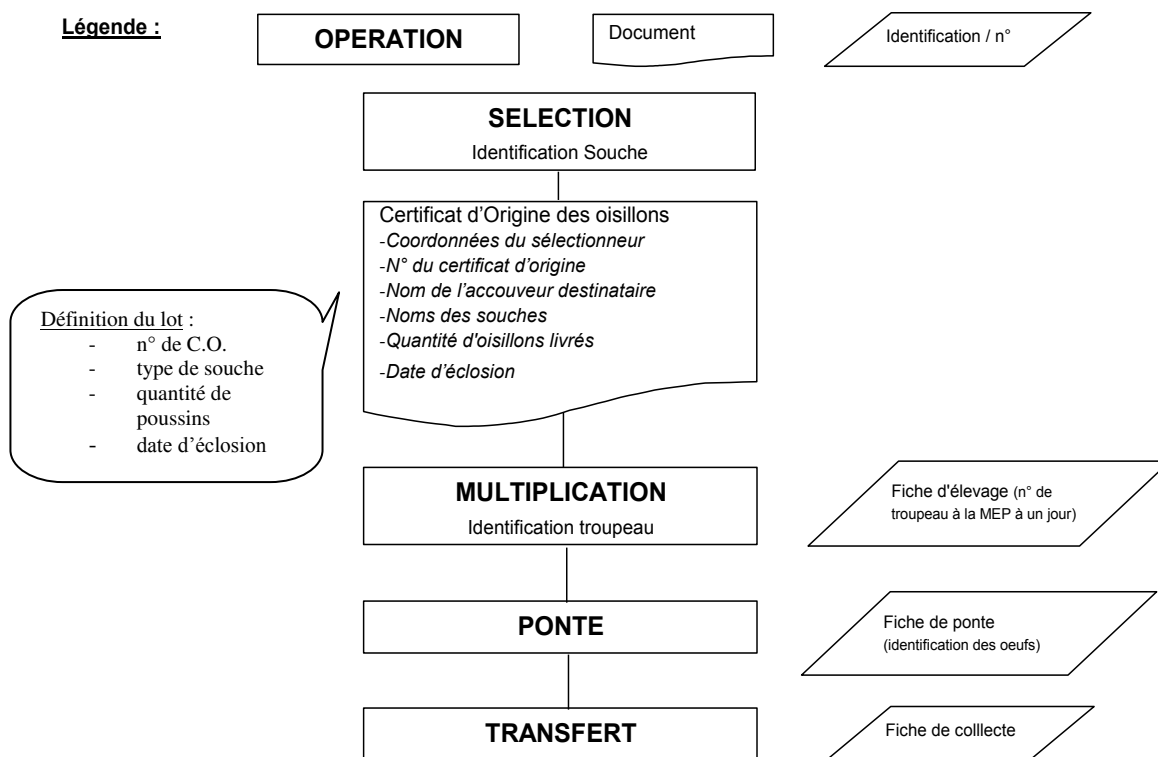 Légende :
OPERATION
Document
Identification / n°
SELECTION
Identification Souche
Certificat d'Origine des oisillons
-Coordonnées du sélectionneur
-N° du certificat d'origine
-Nom de l'accouveur destinataire
-Noms des souches
-Quantité d'oisillons livrés
-Date d'éclosion
Définition du lot :
- n° de C.O.
- type de souche
- quantité de
poussins
- date d'éclosion
MULTIPLICATION
Identification troupeau
Fiche d'élevage (n° de
troupeau à la MEP à un jour)
PONTE
Fiche de ponte
(identification des oeufs)
TRANSFERT
Fiche de colllecte